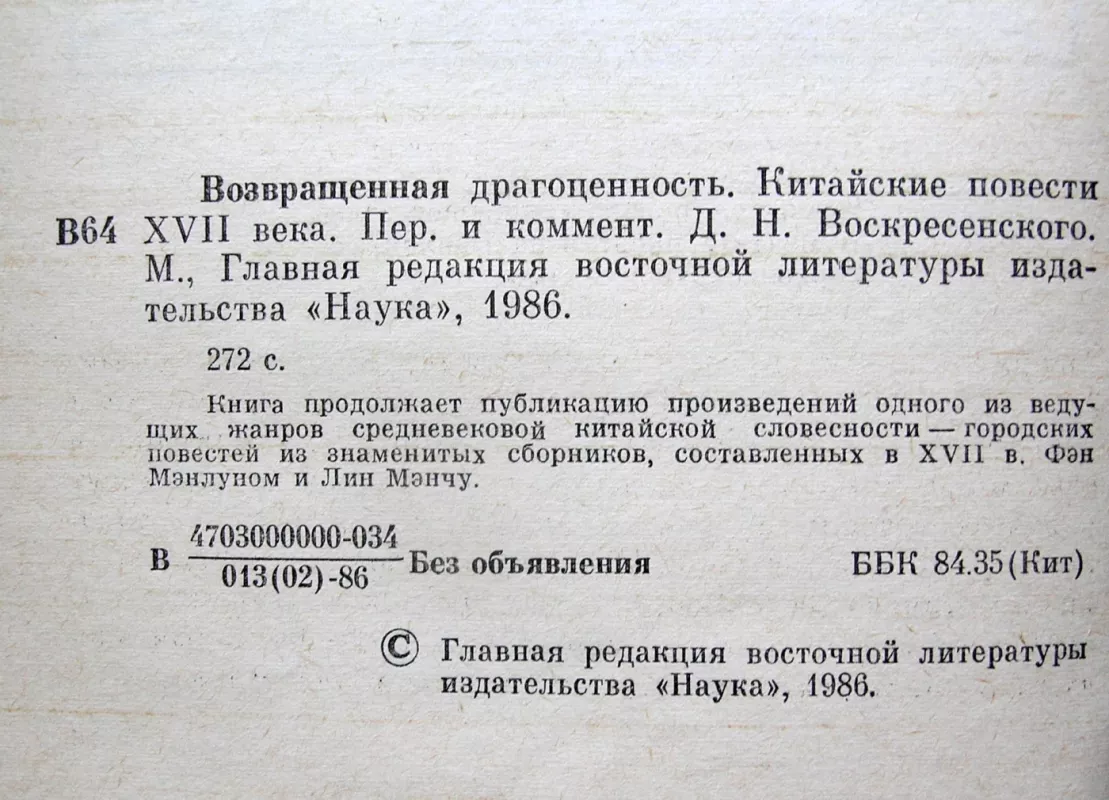 Возвращенная драгоценность. Китайские повести
В64 XVII века. Пер. и коммент. Д. Н. Воскресенского.
М., Главная редакция восточной литературы изда-
тельства «Наука», 1986.
272 с.
Книга продолжает публикацию произведений одного из веду-
щих жанров средневековой китайской словесности — городских
повестей из знаменитых сборников, составленных в XVII в. Фэн
Мэнлуном и Лин Мэнчу.
4703000000-034
В Без объявления ББК 84.35(Кит)
013(02)-86
© Главная редакция восточной литературы
издательства «Наука», 1986.